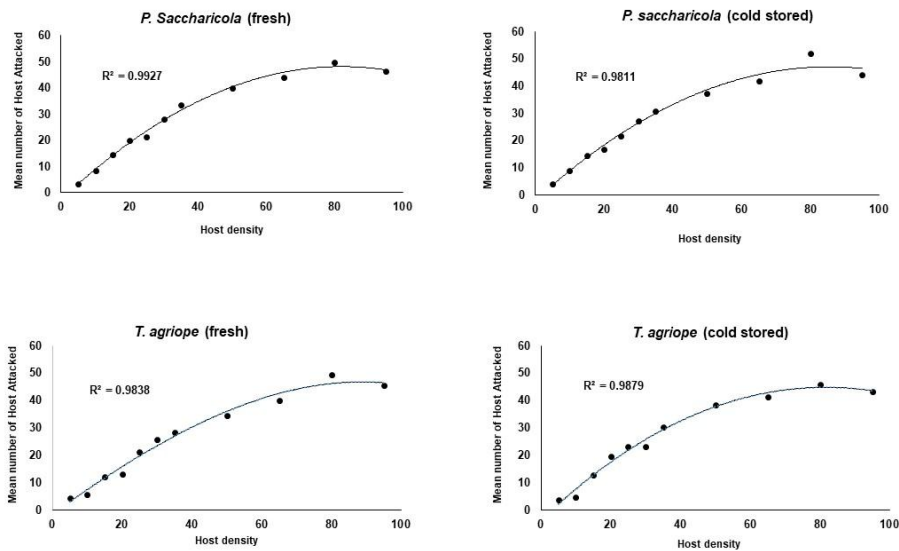 P. Saccharicola (fresh)
Mean number of Host Attacked
60
50
40
30
20
10
0
R² = 0.9927
0 20 40 60 80 100
Host density
P. saccharicola (cold stored)
Mean number of Host Attacked
60
50
40
30
20
10
0
R² = 0.9811
0 20 40 60 80 100
Host density
T. agriope (fresh)
Mean number of Host Attacked
60
50
40
30
20
10
0
R² = 0.9838
0 20 40 60 80 100
Host density
T. agriope (cold stored)
Mean number of Host Attacked
60
50
40
30
20
10
0
R² = 0.9879
0 20 40 60 80 100
Host density